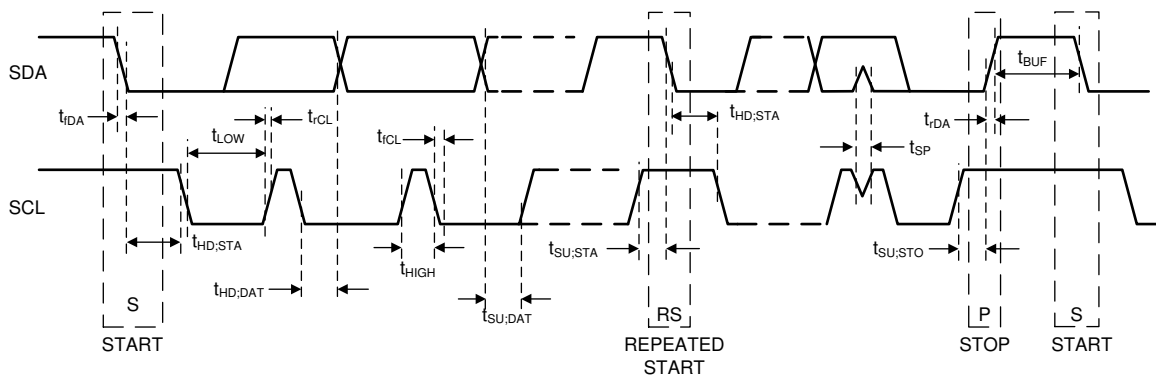 SDA
t_BUF
t_fDA
t_LOW
t_rCL
t_fCL
t_HD;STA
t_SP
t_rDA
SCL
t_HD;STA
t_HD;DAT
t_HIGH
t_SU;DAT
t_SU;STA
t_SU;STO
S
RS
P
S
START
REPEATED
START
STOP
START